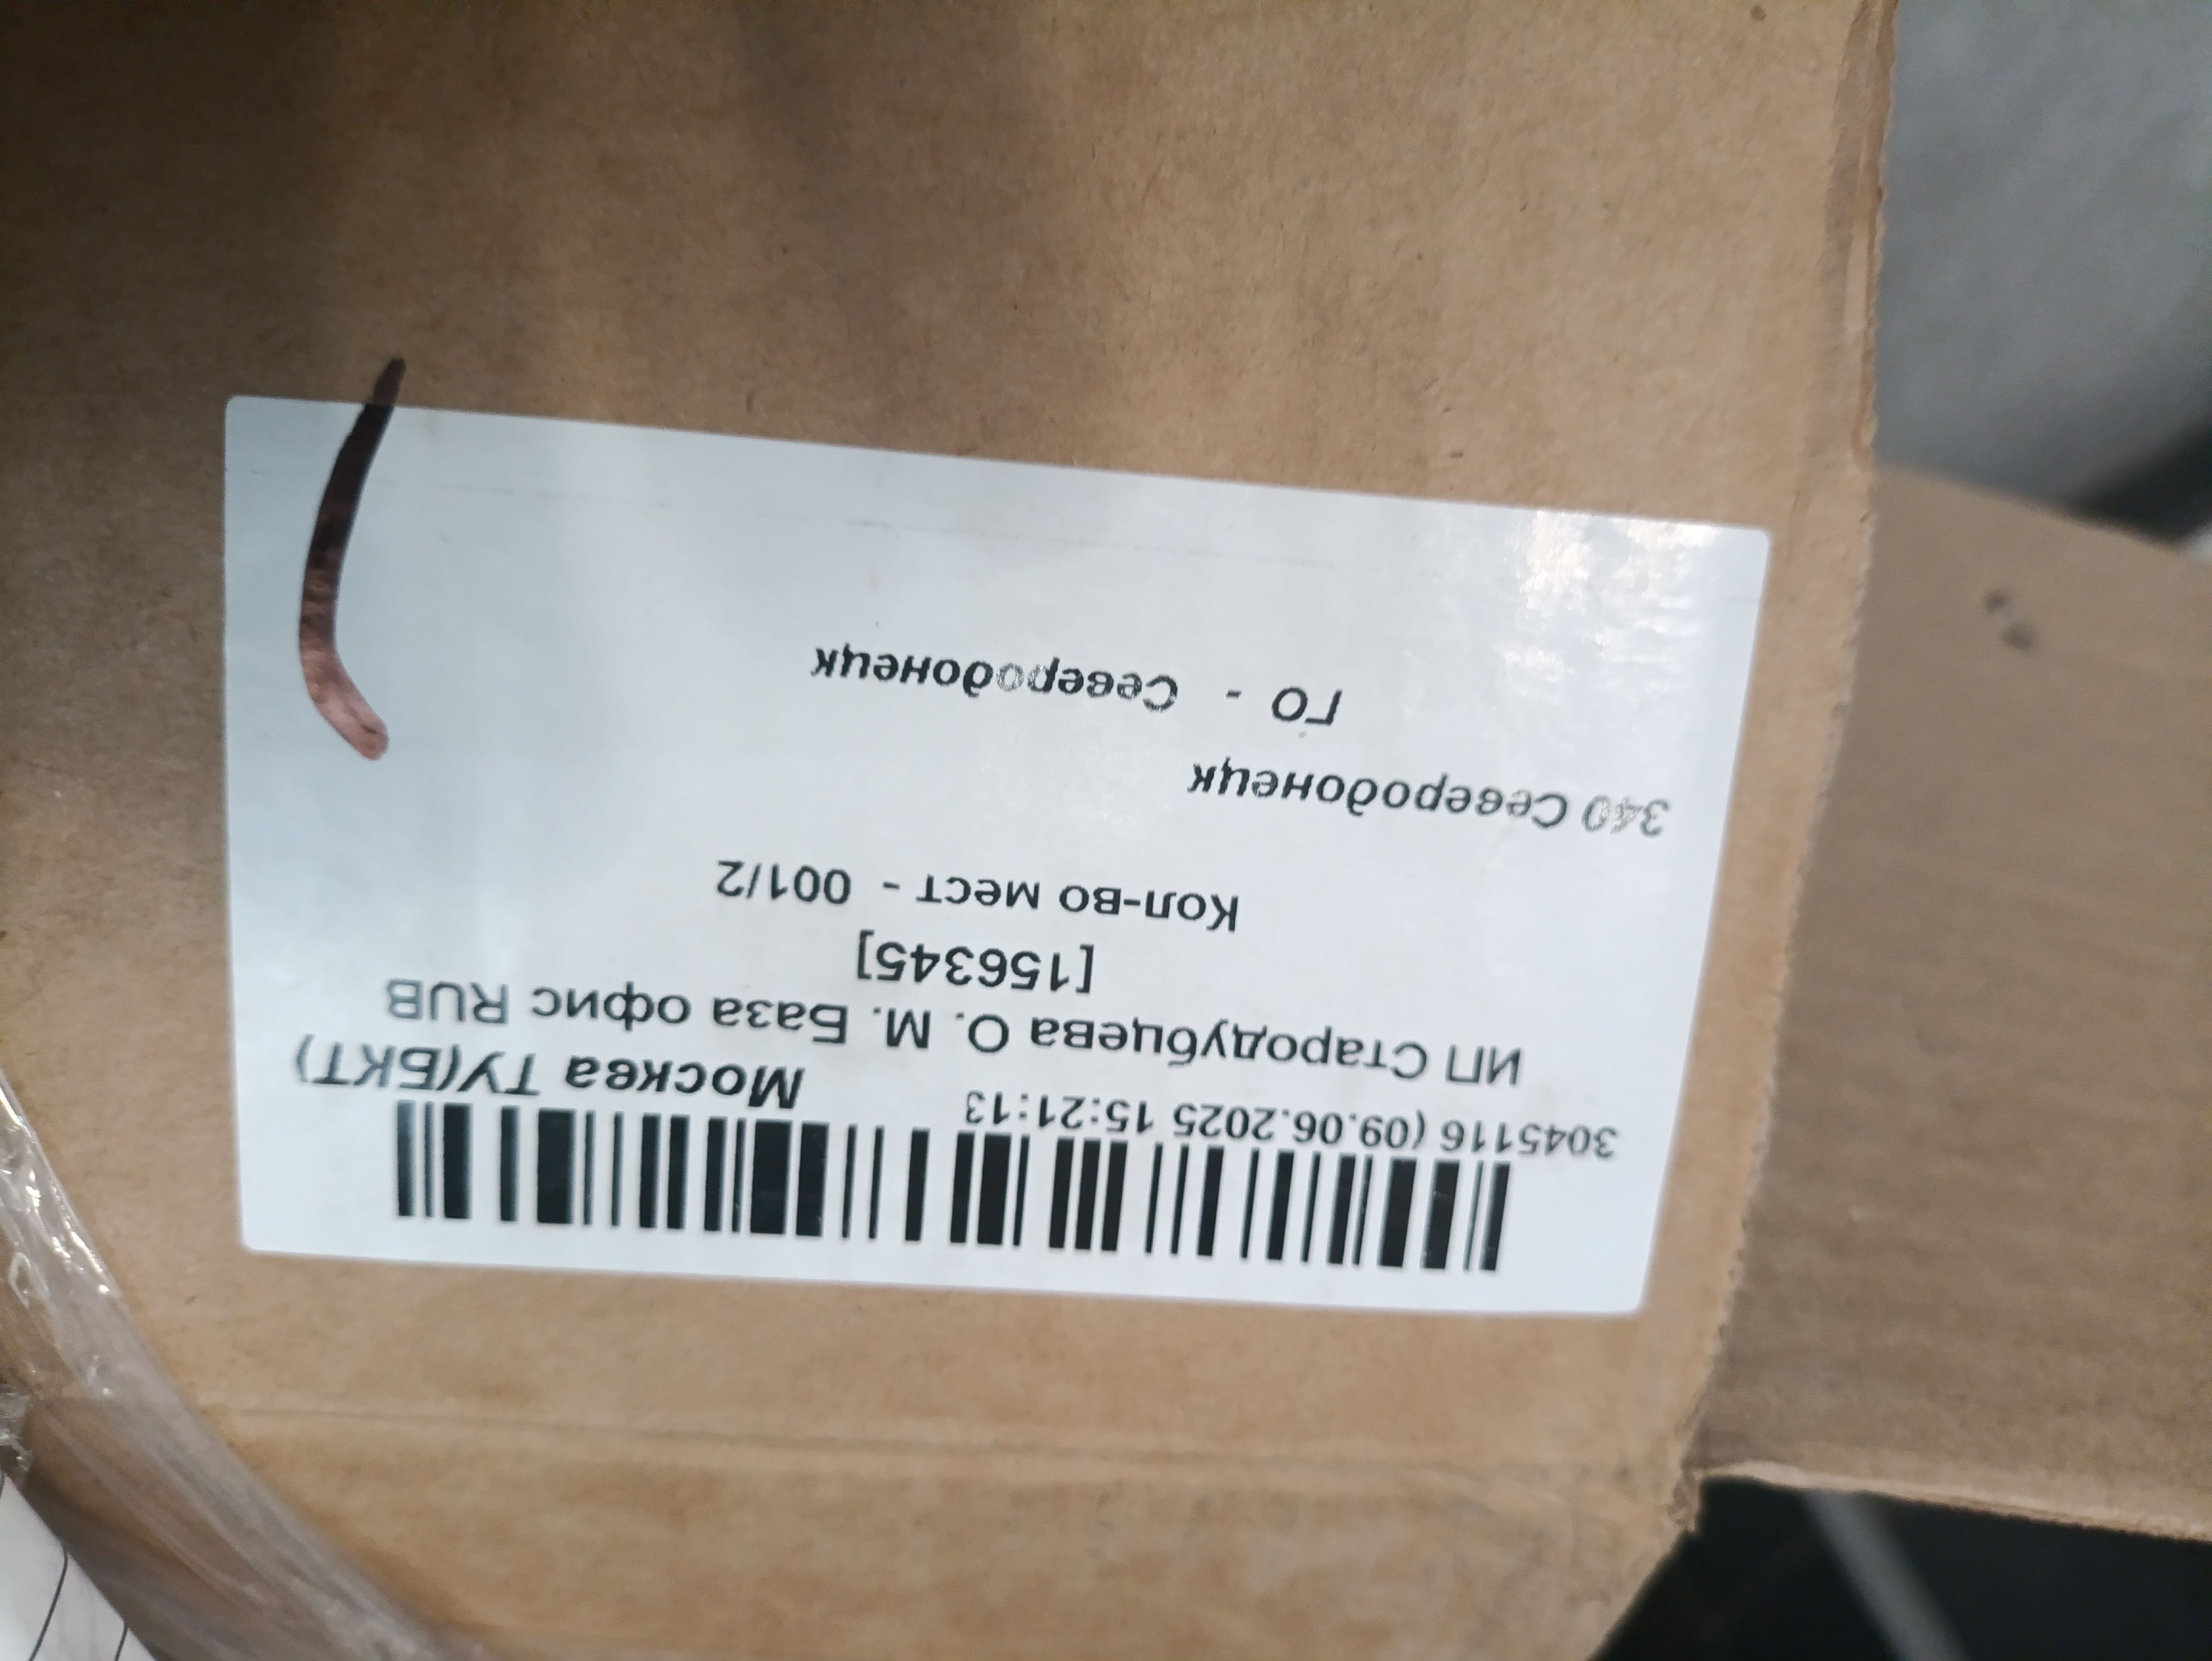 3045116 (09.06.2025 15:21:13
Москва ТУ(БКТ)
ИП Стародубцева О. М. База офис RUB
[156345]
Кол-во мест - 001/2
340 Северодонецк
ГО - Северодонецк